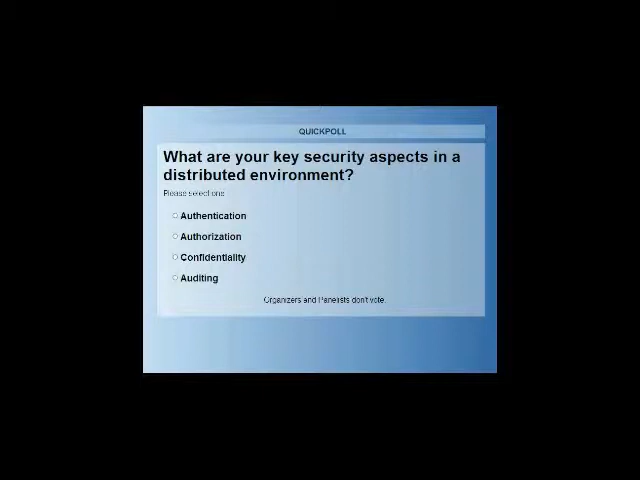 QUICKPOLL
What are your key security aspects in a
distributed environment?
Please select one:
Authentication
Authorization
Confidentiality
Auditing
Organizers and Panelists don't vote.